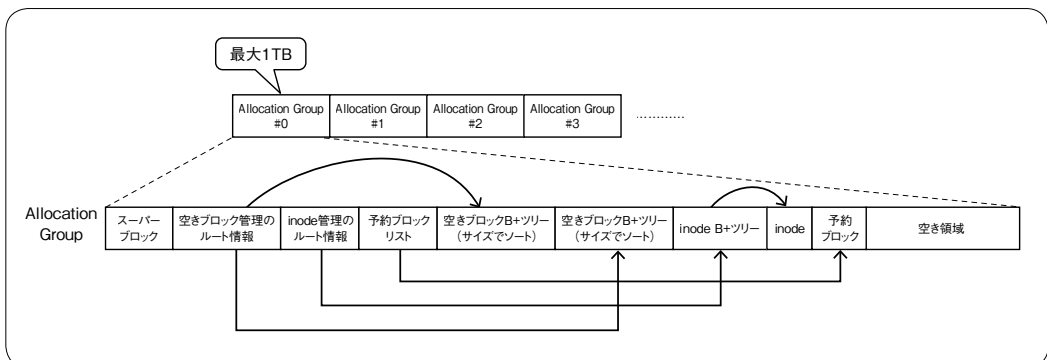 最大1TB
Allocation Group
#0
Allocation Group
#1
Allocation Group
#2
Allocation Group
#3
…………
Allocation
Group
スーパー
ブロック
空きブロック管理の
ルート情報
inode管理の
ルート情報
予約ブロック
リスト
空きブロックB+ツリー
(サイズでソート)
空きブロックB+ツリー
(サイズでソート)
inode B+ツリー
inode
予約
ブロック
空き領域